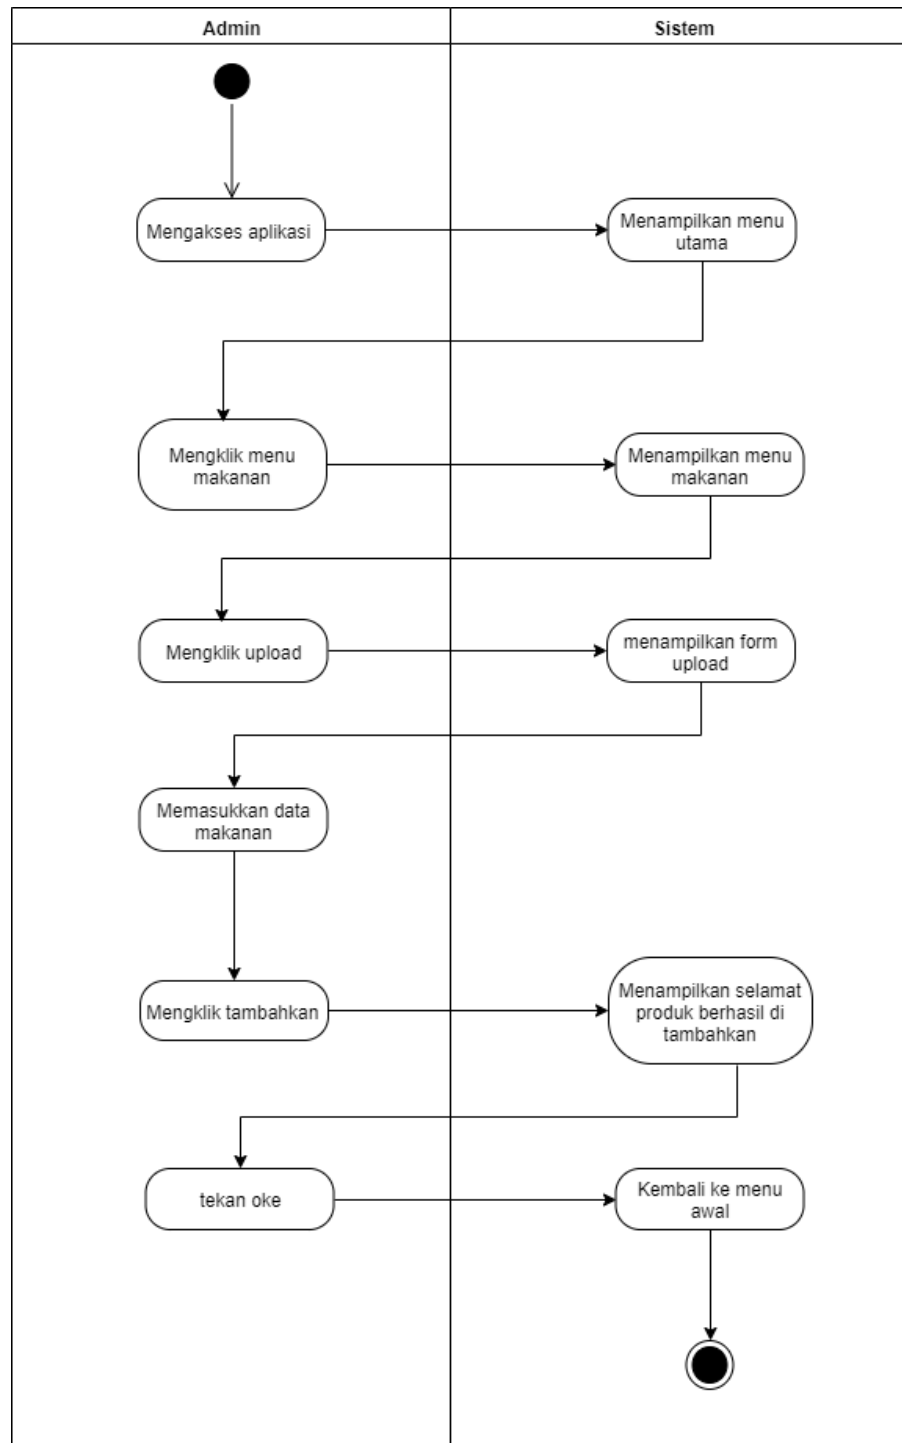 Admin
Sistem
Mengakses aplikasi
Menampilkan menu
utama
Mengklik menu
makanan
Menampilkan menu
makanan
Mengklik upload
menampilkan form
upload
Memasukkan data
makanan
Mengklik tambahkan
Menampilkan selamat
produk berhasil di
tambahkan
tekan oke
Kembali ke menu
awal